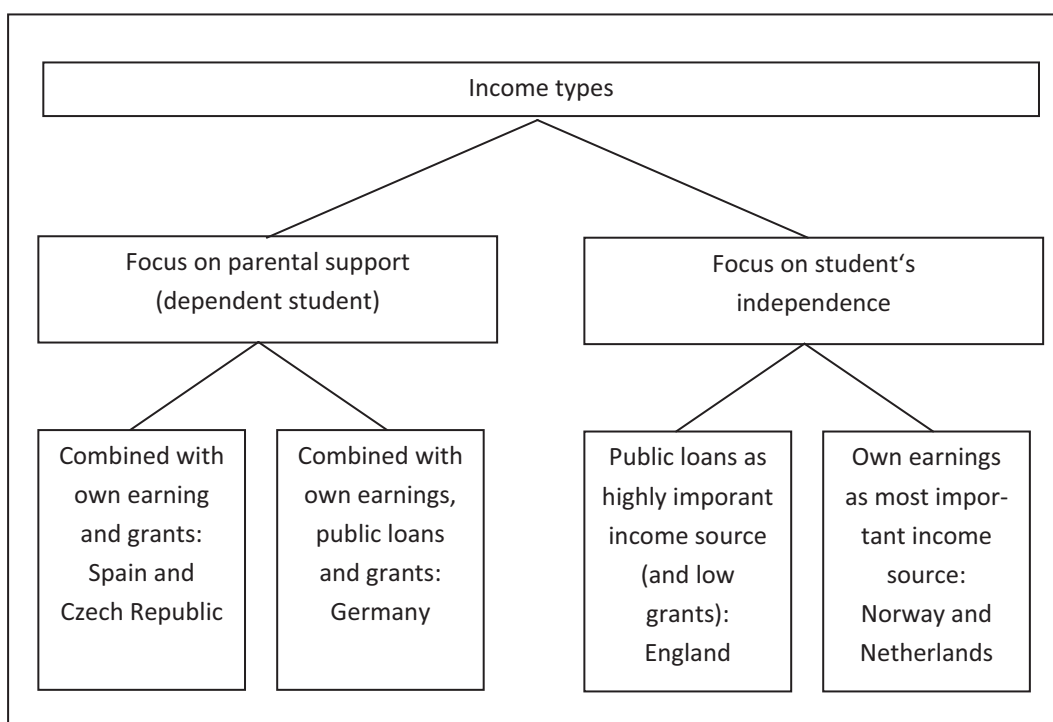 Income types
Focus on parental support
(dependent student)
Focus on student‘s
independence
Combined with
own earning
and grants:
Spain and
Czech Republic
Combined with
own earnings,
public loans
and grants:
Germany
Public loans as
highly imporant
income source
(and low
grants):
England
Own earnings
as most impor-
tant income
source:
Norway and
Netherlands